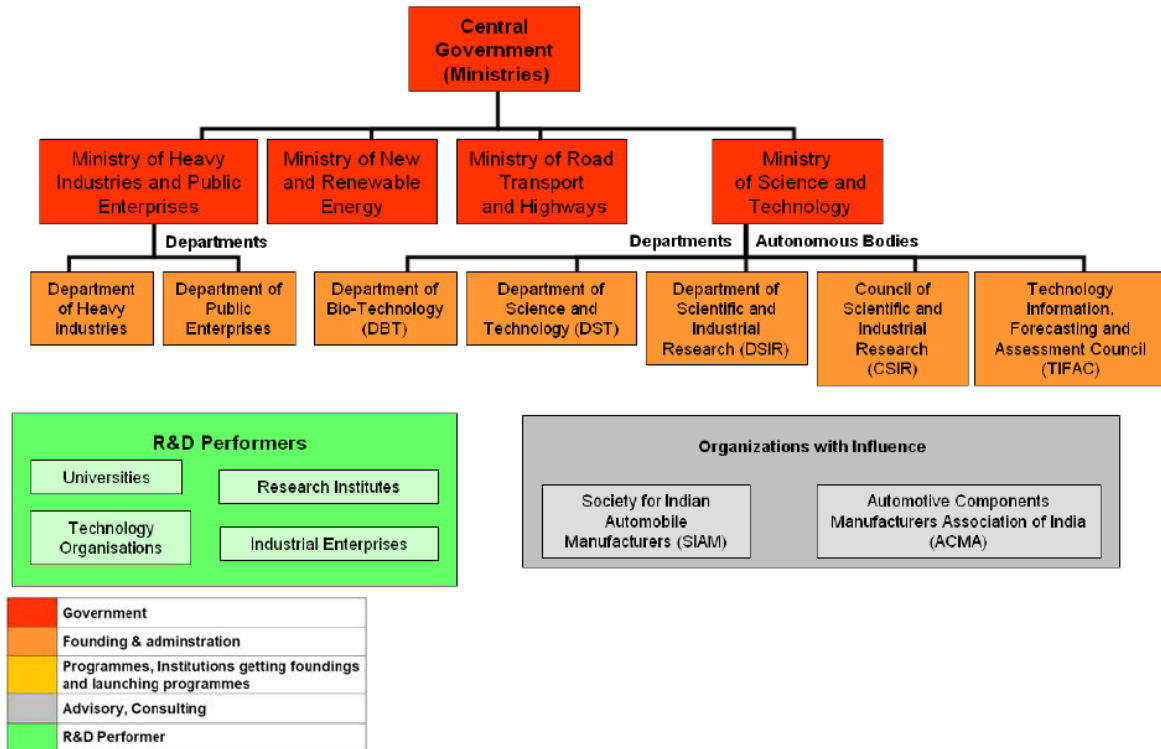 Central
Government
(Ministries)
Ministry of Heavy
Industries and Public
Enterprises
Ministry of New
and Renewable
Energy
Ministry of Road
Transport
and Highways
Ministry
of Science and
Technology
Departments
Departments
Autonomous Bodies
Department
of Heavy
Industries
Department of
Public
Enterprises
Department of
Bio-Technology
(DBT)
Department of
Science and
Technology (DST)
Department of
Scientific and
Industrial
Research (DSIR)
Council of
Scientific and
Industrial
Research
(CSIR)
Technology
Information,
Forecasting and
Assessment Council
(TIFAC)
R&D Performers
Universities
Research Institutes
Technology
Organisations
Industrial Enterprises
Organizations with Influence
Society for Indian
Automobile
Manufacturers (SIAM)
Automotive Components
Manufacturers Association of India
(ACMA)
Government
Founding & adminstration
Programmes, Institutions getting foundings
and launching programmes
Advisory, Consulting
R&D Performer